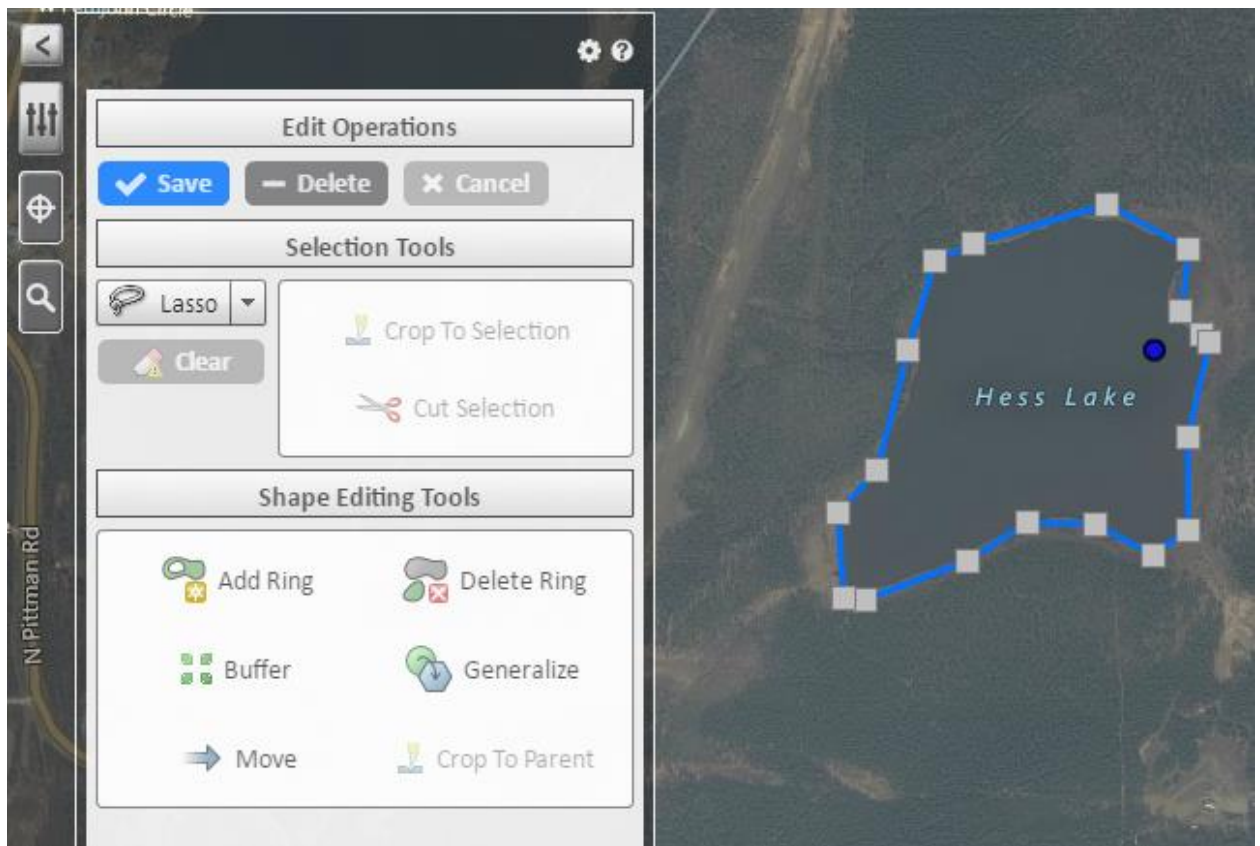 Edit Operations
Save
Delete
Cancel
Selection Tools
Lasso
Clear
Crop To Selection
Cut Selection
Shape Editing Tools
Add Ring
Delete Ring
Buffer
Generalize
Move
Crop To Parent
N Pittman Rd
Hess Lake